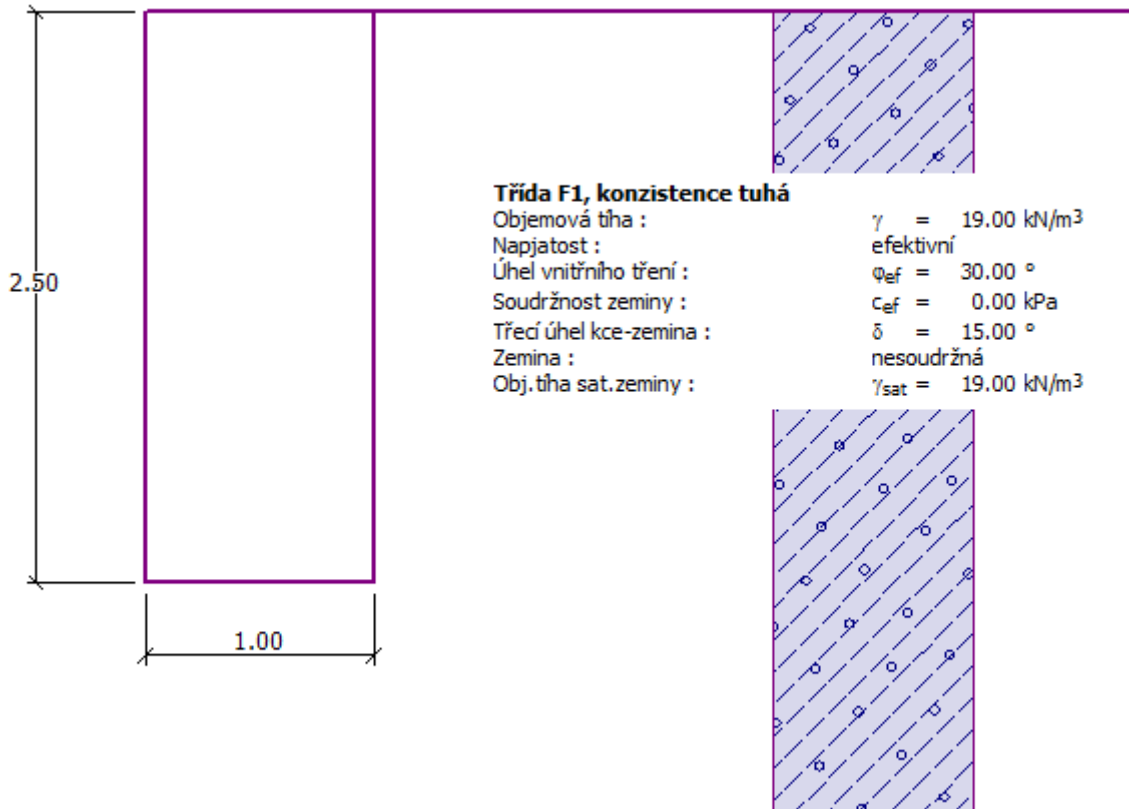 Třída F1, konzistence tuhá
Objemová tíha : γ = 19.00 kN/m³
Napjatost : efektivní
2.50
Úhel vnitřního tření : φef = 30.00 °
Soudržnost zeminy : cef = 0.00 kPa
Třecí úhel kce-zemina : δ = 15.00 °
Zemina : nesoudržná
Obj.tíha sat.zeminy : γsat = 19.00 kN/m³
1.00